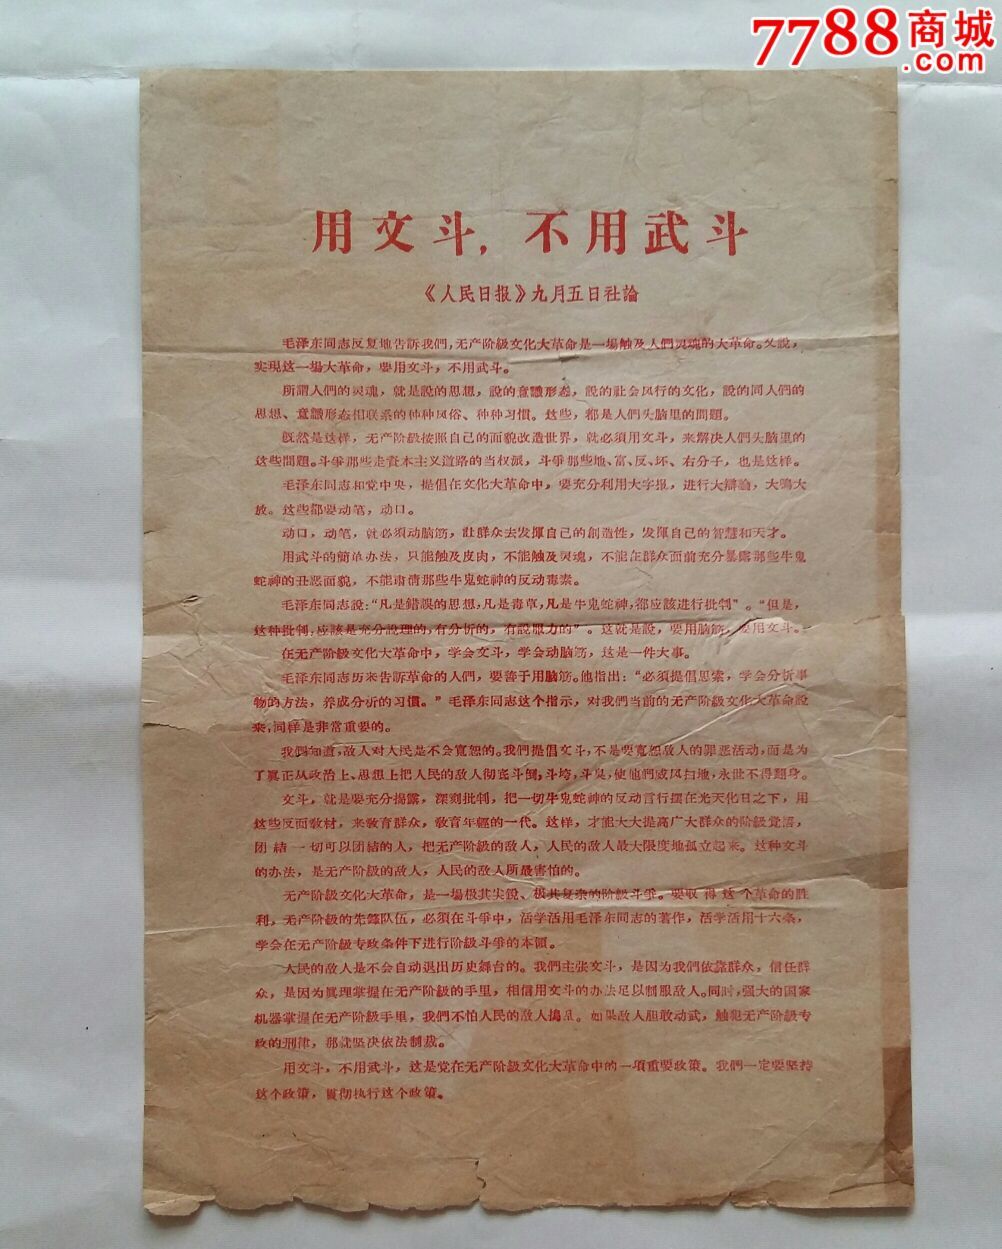 7788商城
.com
用文斗，不用武斗
《人民日报》九月五日社論
毛泽东同志反复地告訴我們，无产阶級文化大革命是一場触及人們灵魂的大革命。又說，
实現这一場大革命，要用文斗，不用武斗。
所謂人們的灵魂，就是說的思想，說的意識形态，說的社会风行的文化，說的同人們的
思想、意識形态相联系的种种风俗、种种习慣。这些，都是人們头脑里的問題。
既然是这样，无产阶級按照自己的面貌改造世界，就必須用文斗，来解决人們头脑里的
这些問題。斗爭那些走資本主义道路的当权派，斗爭那些地、富、反、坏、右分子，也是这样。
毛泽东同志和党中央，提倡在文化大革命中，要充分利用大字报，进行大辯論，大鳴大
放。这些都要动笔，动口。
动口，动笔，就必須动脑筋，让群众去发揮自己的創造性，发揮自己的智慧和天才。
用武斗的簡单办法，只能触及皮肉，不能触及灵魂，不能在群众面前充分暴露那些牛鬼
蛇神的丑恶面貌，不能肃清那些牛鬼蛇神的反动毒素。
毛泽东同志說：“凡是錯誤的思想，凡是毒草，凡是牛鬼蛇神，都应該进行批判”。“但是，
这种批判，应該是充分說理的，有分析的，有說服力的”。这就是說，要用脑筋，要用文斗。
在无产阶級文化大革命中，学会文斗，学会动脑筋，这是一件大事。
毛泽东同志历来告訴革命的人們，要善于用脑筋。他指出：“必須提倡思索，学会分析事
物的方法，养成分析的习慣。”毛泽东同志这个指示，对我們当前的无产阶級文化大革命說
来，同样是非常重要的。
我們知道，敌人对人民是不会寬恕的。我們提倡文斗，不是要寬恕敌人的罪恶活动，而是为
了眞正从政治上、思想上把人民的敌人彻底斗倒，斗垮，斗臭，使他們威风扫地，永世不得翻身。
文斗，就是要充分揭露，深刻批判，把一切牛鬼蛇神的反动言行摆在光天化日之下，用
这些反面敎材，来敎育群众，敎育年輕的一代。这样，才能大大提高广大群众的阶級覚悟，
团結一切可以团結的人，把无产阶級的敌人，人民的敌人最大限度地孤立起来。这种文斗
的办法，是无产阶級的敌人，人民的敌人所最害怕的。
无产阶級文化大革命，是一場极其尖銳、极其复杂的阶級斗爭。要取得这个革命的胜
利，无产阶級的先鋒队伍，必須在斗爭中，活学活用毛泽东同志的著作，活学活用十六条，
学会在无产阶級专政条件下进行阶級斗爭的本領。
人民的敌人是不会自动退出历史舞台的。我們主张文斗，是因为我們依靠群众，信任群
众，是因为眞理掌握在无产阶級的手里，相信用文斗的办法足以制服敌人。同时，强大的国家
机器掌握在无产阶級手里，我們不怕人民的敌人搗乱。如果敌人胆敢动武，触犯无产阶級专
政的刑律，那就坚决依法制裁。
用文斗，不用武斗，这是党在无产阶級文化大革命中的一項重要政策。我們一定要坚持
这个政策，貫彻执行这个政策。